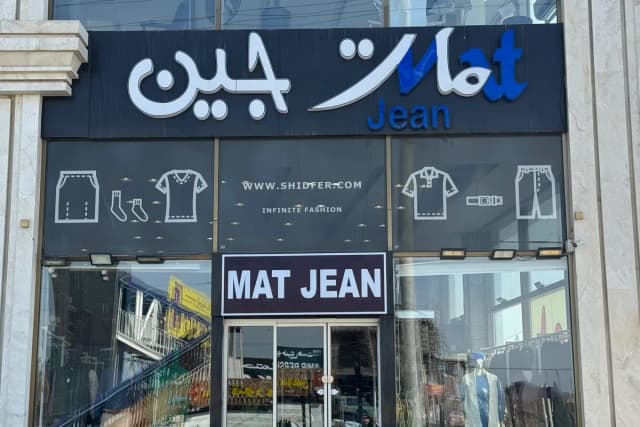 مات جین
Mat
Jean
WWW.SHIDFER.COM
INFINITE FASHION
MAT JEAN